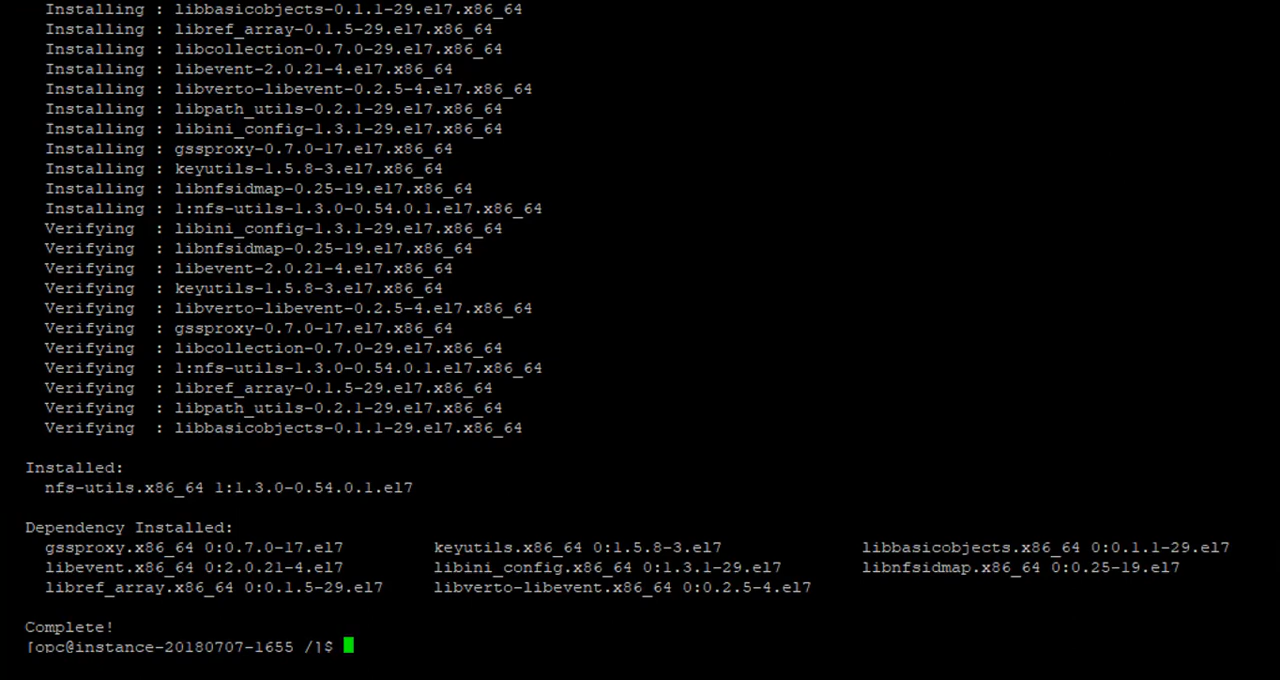 Installing : libbasicobjects-0.1.1-29.el7.x86_64
Installing : libref_array-0.1.5-29.el7.x86_64
Installing : libcollection-0.7.0-29.el7.x86_64
Installing : libevent-2.0.21-4.el7.x86_64
Installing : libverto-libevent-0.2.5-4.el7.x86_64
Installing : libpath_utils-0.2.1-29.el7.x86_64
Installing : libini_config-1.3.1-29.el7.x86_64
Installing : gssproxy-0.7.0-17.el7.x86_64
Installing : keyutils-1.5.8-3.el7.x86_64
Installing : libnfsidmap-0.25-19.el7.x86_64
Installing : 1:nfs-utils-1.3.0-0.54.0.1.el7.x86_64
Verifying  : libini_config-1.3.1-29.el7.x86_64
Verifying  : libnfsidmap-0.25-19.el7.x86_64
Verifying  : libevent-2.0.21-4.el7.x86_64
Verifying  : keyutils-1.5.8-3.el7.x86_64
Verifying  : libverto-libevent-0.2.5-4.el7.x86_64
Verifying  : gssproxy-0.7.0-17.el7.x86_64
Verifying  : libcollection-0.7.0-29.el7.x86_64
Verifying  : 1:nfs-utils-1.3.0-0.54.0.1.el7.x86_64
Verifying  : libref_array-0.1.5-29.el7.x86_64
Verifying  : libpath_utils-0.2.1-29.el7.x86_64
Verifying  : libbasicobjects-0.1.1-29.el7.x86_64
Installed:
nfs-utils.x86_64 1:1.3.0-0.54.0.1.el7
Dependency Installed:
gssproxy.x86_64 0:0.7.0-17.el7 keyutils.x86_64 0:1.5.8-3.el7 libbasicobjects.x86_64 0:0.1.1-29.el7
libevent.x86_64 0:2.0.21-4.el7 libini_config.x86_64 0:1.3.1-29.el7 libnfsidmap.x86_64 0:0.25-19.el7
libref_array.x86_64 0:0.1.5-29.el7 libverto-libevent.x86_64 0:0.2.5-4.el7
Complete!
[opc@instance-20180707-1655 /]$